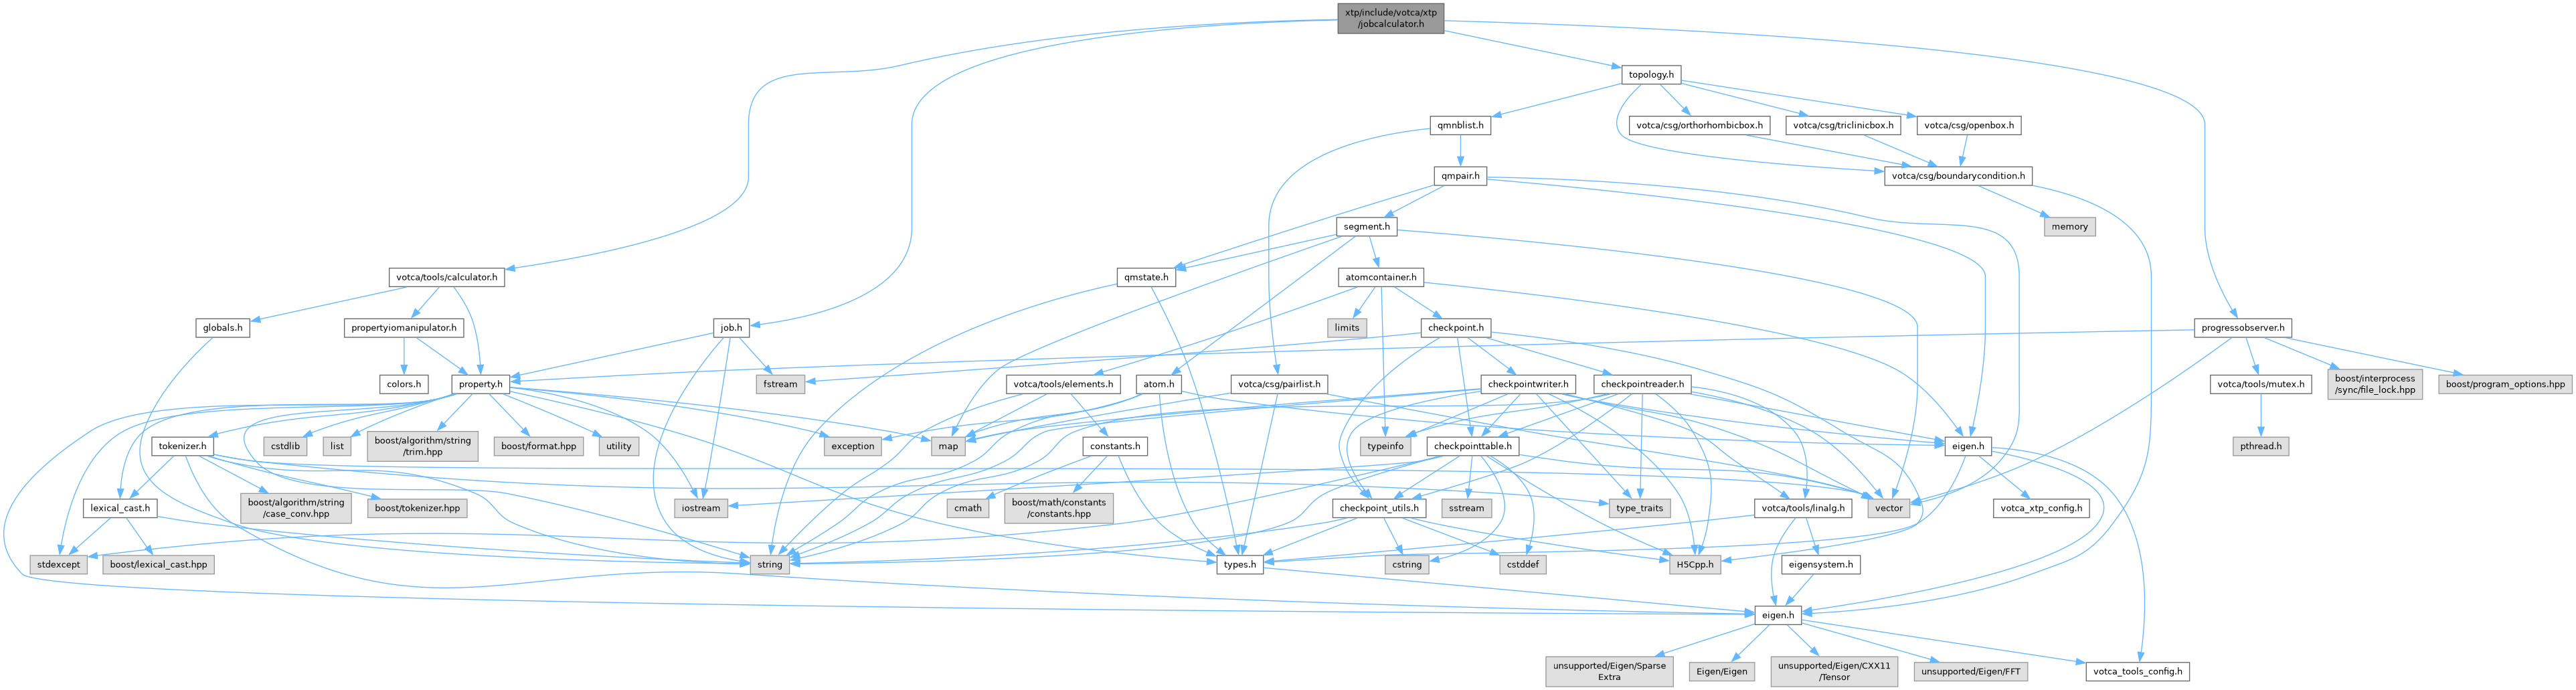 xtp/include/votca/xtp
/jobcalculator.h
topology.h
qmnblist.h
votca/csg/orthorhombicbox.h
votca/csg/triclinicbox.h
votca/csg/openbox.h
qmpair.h
votca/csg/boundarycondition.h
segment.h
memory
votca/tools/calculator.h
qmstate.h
atomcontainer.h
globals.h
propertyiomanipulator.h
job.h
limits
checkpoint.h
progressobserver.h
colors.h
property.h
fstream
votca/tools/elements.h
atom.h
votca/csg/pairlist.h
checkpointwriter.h
checkpointreader.h
votca/tools/mutex.h
boost/interprocess
/sync/file_lock.hpp
boost/program_options.hpp
tokenizer.h
cstdlib
list
boost/algorithm/string
/trim.hpp
boost/format.hpp
utility
exception
map
constants.h
typeinfo
checkpointtable.h
eigen.h
pthread.h
lexical_cast.h
boost/algorithm/string
/case_conv.hpp
boost/tokenizer.hpp
iostream
cmath
boost/math/constants
/constants.hpp
checkpoint_utils.h
sstream
type_traits
votca/tools/linalg.h
vector
votca_xtp_config.h
stdexcept
boost/lexical_cast.hpp
string
types.h
cstring
cstddef
H5Cpp.h
eigensystem.h
eigen.h
unsupported/Eigen/Sparse
Extra
Eigen/Eigen
unsupported/Eigen/CXX11
/Tensor
unsupported/Eigen/FFT
votca_tools_config.h